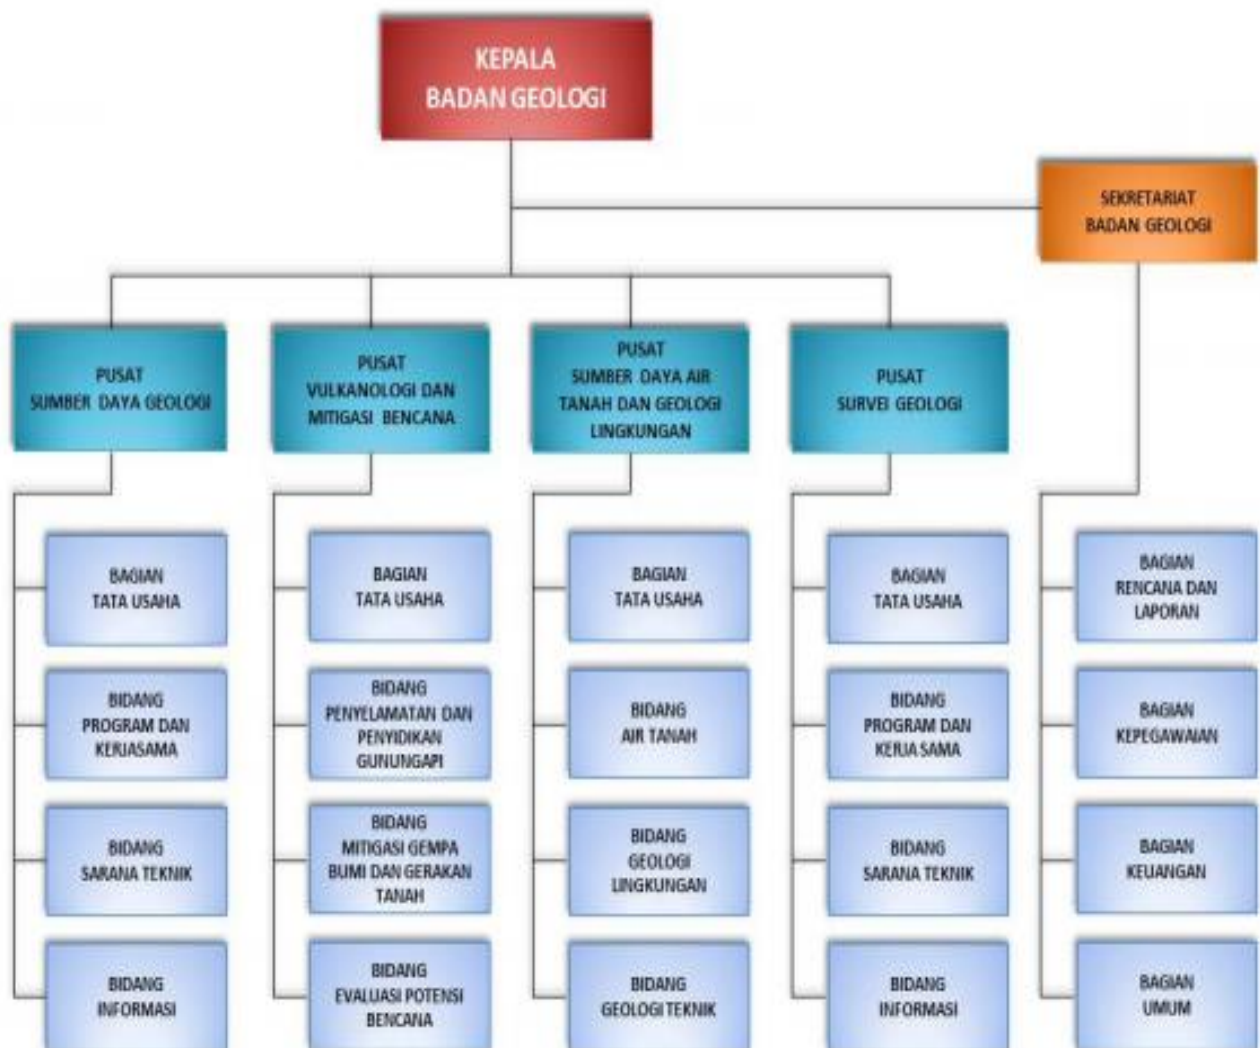 KEPALA
BADAN GEOLOGI
SEKRETARIAT
BADAN GEOLOGI
PUSAT
SUMBER DAYA GEOLOGI
PUSAT
VULKANOLOGI DAN
MITIGASI BENCANA
PUSAT
SUMBER DAYA AIR
TANAH DAN GEOLOGI
LINGKUNGAN
PUSAT
SURVEI GEOLOGI
BAGIAN
TATA USAHA
BAGIAN
TATA USAHA
BAGIAN
TATA USAHA
BAGIAN
TATA USAHA
BAGIAN
RENCANA DAN
LAPORAN
BIDANG
PROGRAM DAN
KERJASAMA
BIDANG
PENYELAMATAN DAN
PENYIDIKAN
GUNUNGAPI
BIDANG
AIR TANAH
BIDANG
PROGRAM DAN
KERJA SAMA
BAGIAN
KEPEGAWAIAN
BIDANG
SARANA TEKNIK
BIDANG
MITIGASI GEMPA
BUMI DAN GERAKAN
TANAH
BIDANG
GEOLOGI
LINGKUNGAN
BIDANG
SARANA TEKNIK
BAGIAN
KEUANGAN
BIDANG
INFORMASI
BIDANG
EVALUASI POTENSI
BENCANA
BIDANG
GEOLOGI TEKNIK
BIDANG
INFORMASI
BAGIAN
UMUM